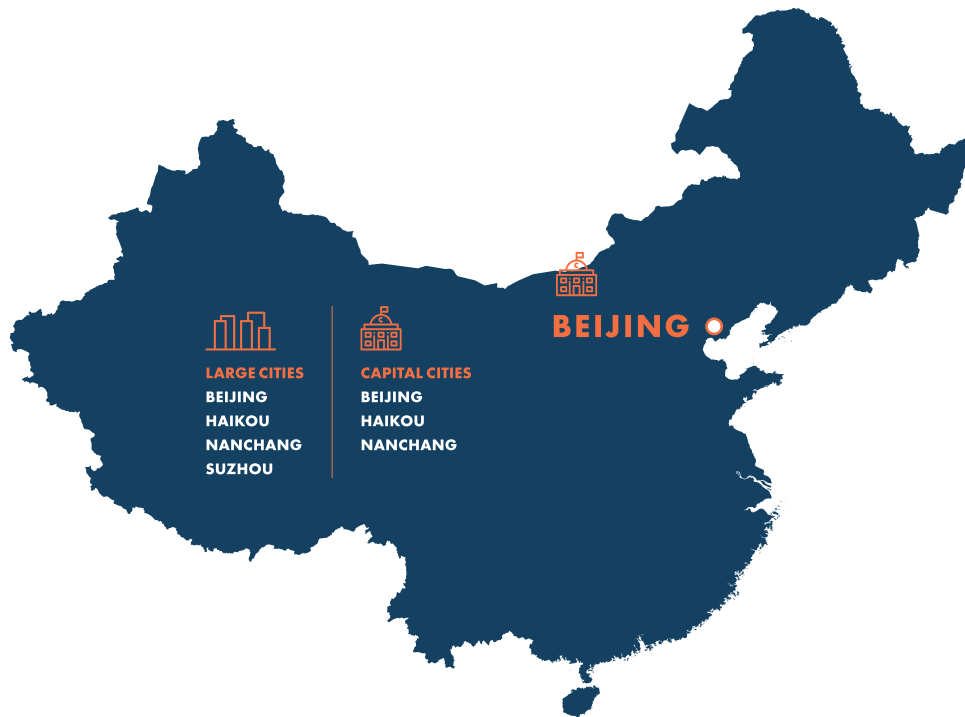 BEIJING
LARGE CITIES
BEIJING
HAIKOU
NANCHANG
SUZHOU
CAPITAL CITIES
BEIJING
HAIKOU
NANCHANG